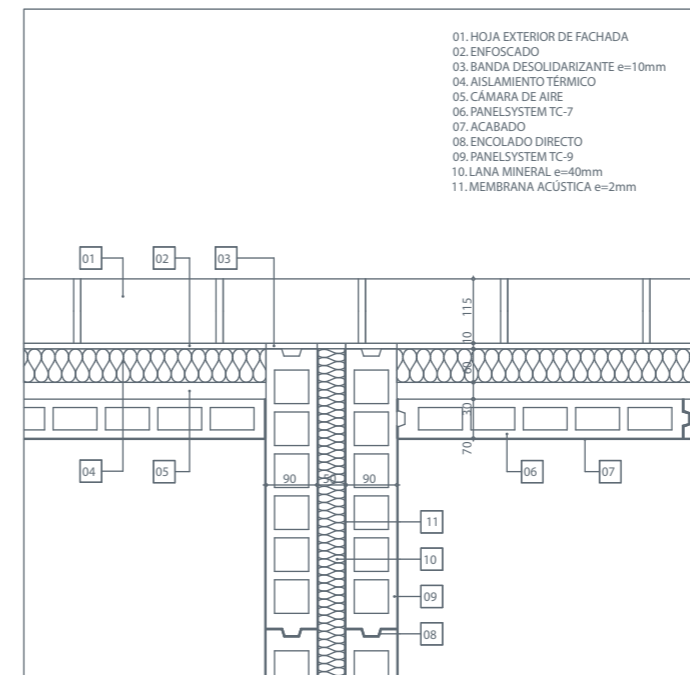 01. HOJA EXTERIOR DE FACHADA
02. ENFOSCADO
03. BANDA DESOLIDARIZANTE e=10mm
04. AISLAMIENTO TÉRMICO
05. CÁMARA DE AIRE
06. PANELSYSTEM TC-7
07. ACABADO
08. ENCOLADO DIRECTO
09. PANELSYSTEM TC-9
10. LANA MINERAL e=40mm
11. MEMBRANA ACÚSTICA e=2mm
01
02
03
115
10
60
30
70
90
50
90
04
05
06
07
11
10
09
08